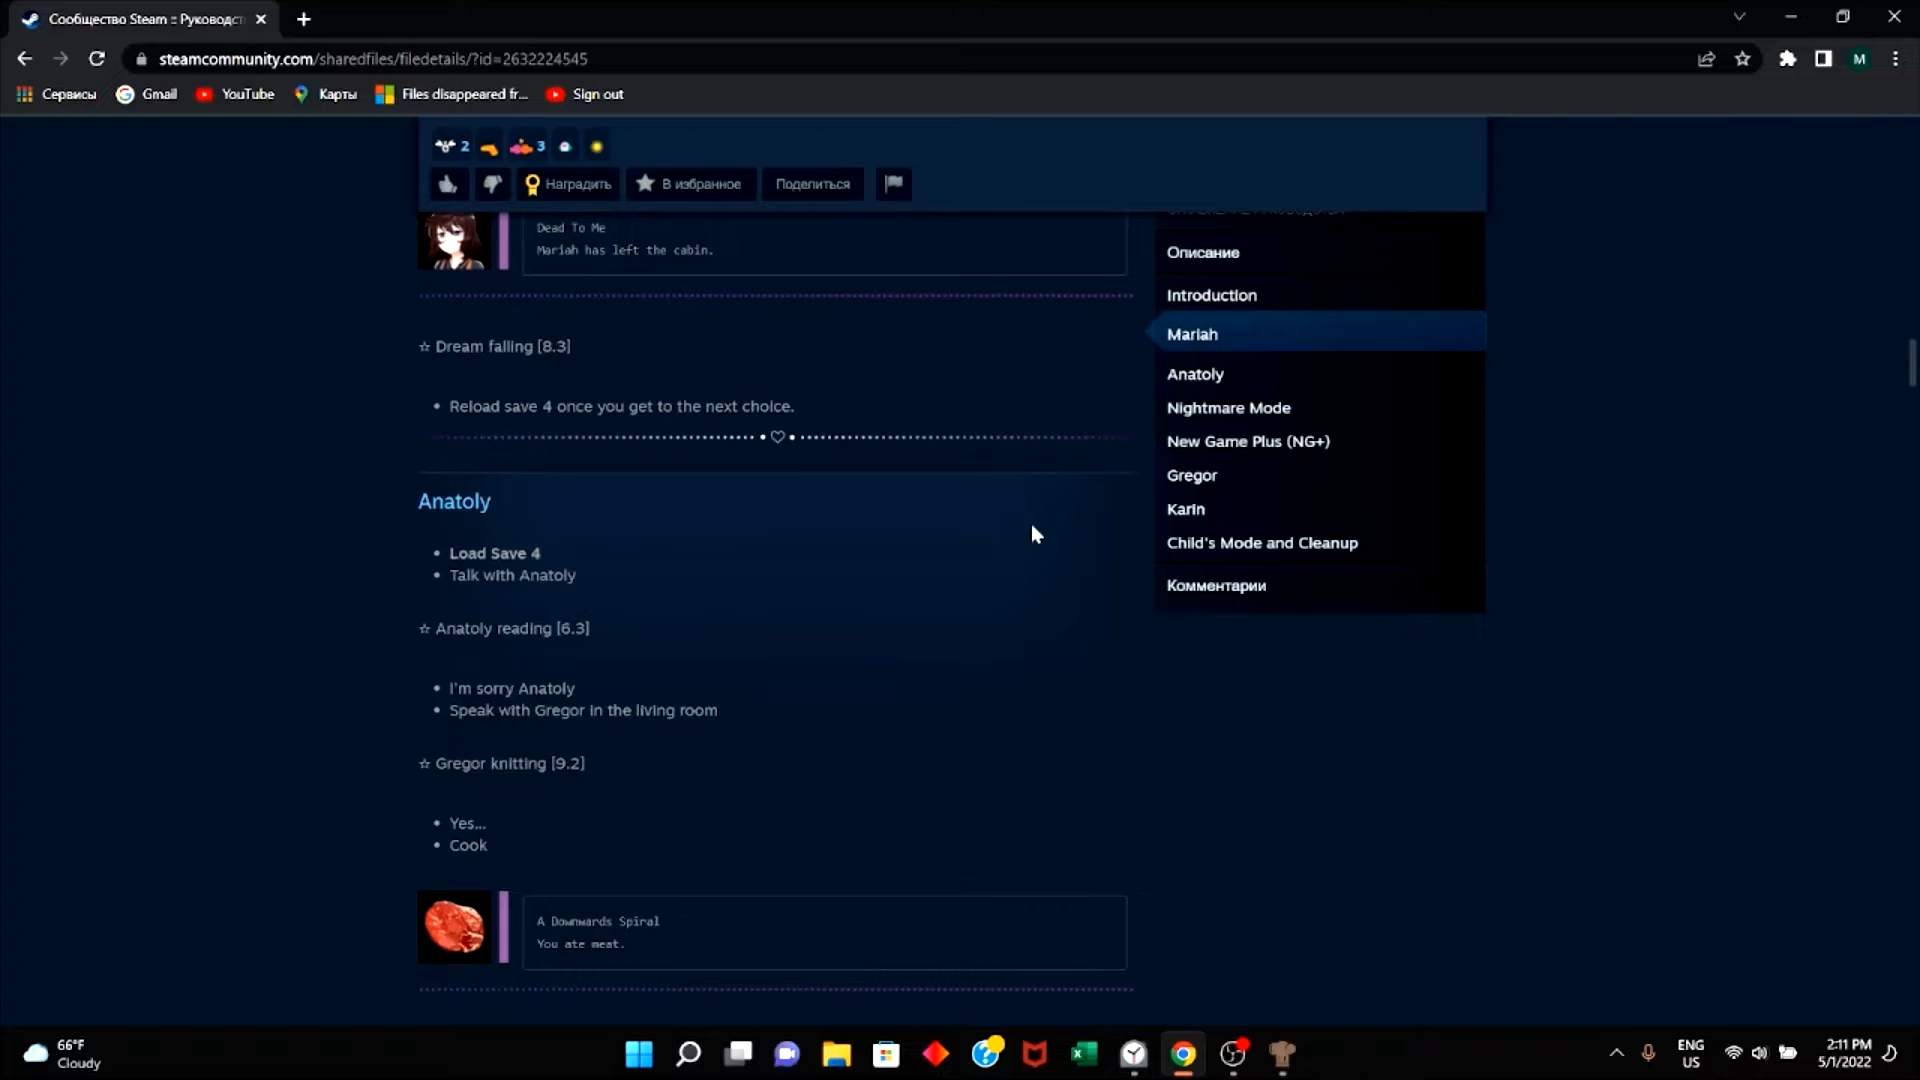 Сообщество Steam :: Руководст
steamcommunity.com/sharedfiles/filedetails/?id=2632224545
M
Сервисы
Gmail
YouTube
Карты
Files disappeared fr...
Sign out
2
3
Наградить
В избранное
Поделиться
Dead To Me
Mariah has left the cabin.
☆ Dream falling [8.3]
• Reload save 4 once you get to the next choice.
Anatoly
• Load Save 4
• Talk with Anatoly
☆ Anatoly reading [6.3]
• I'm sorry Anatoly
• Speak with Gregor in the living room
☆ Gregor knitting [9.2]
• Yes...
• Cook
A Downwards Spiral
You ate meat.
Описание
Introduction
Mariah
Anatoly
Nightmare Mode
New Game Plus (NG+)
Gregor
Karin
Child's Mode and Cleanup
Комментарии
66°F
Cloudy
ENG
US
2:11 PM
5/1/2022